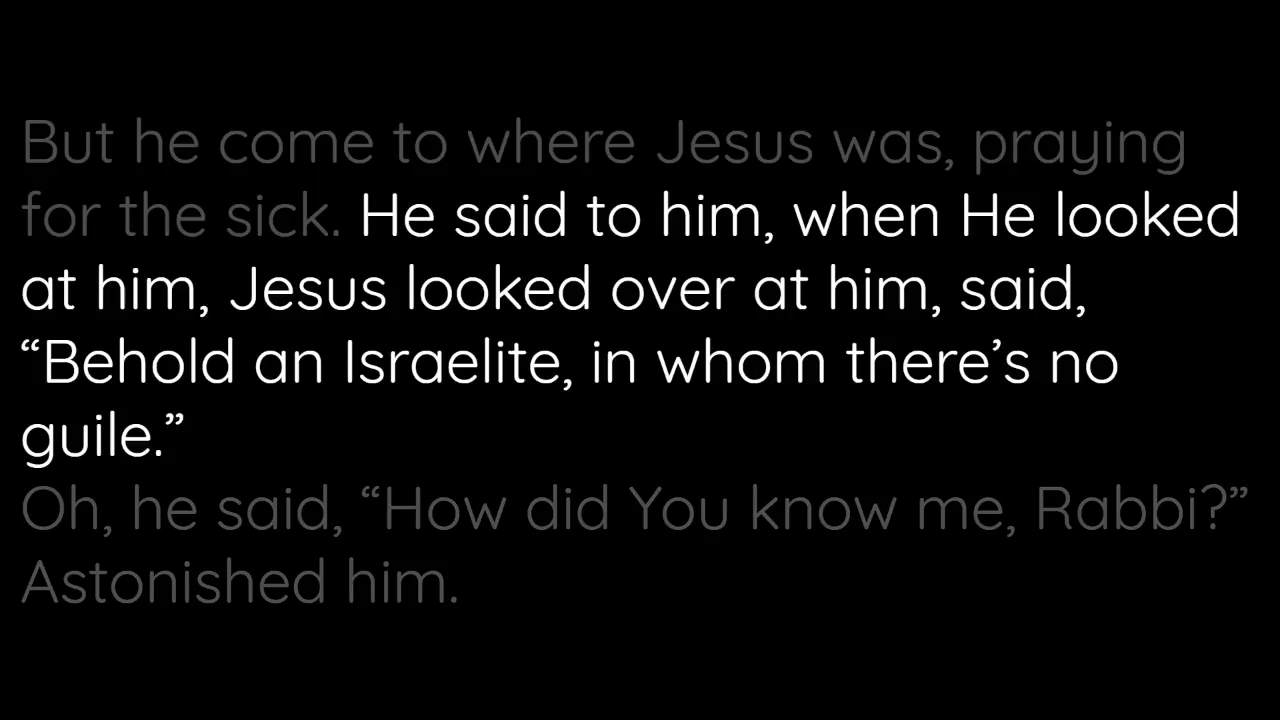 But he come to where Jesus was, praying
for the sick. He said to him, when He looked
at him, Jesus looked over at him, said,
“Behold an Israelite, in whom there’s no
guile.”
Oh, he said, “How did You know me, Rabbi?”
Astonished him.